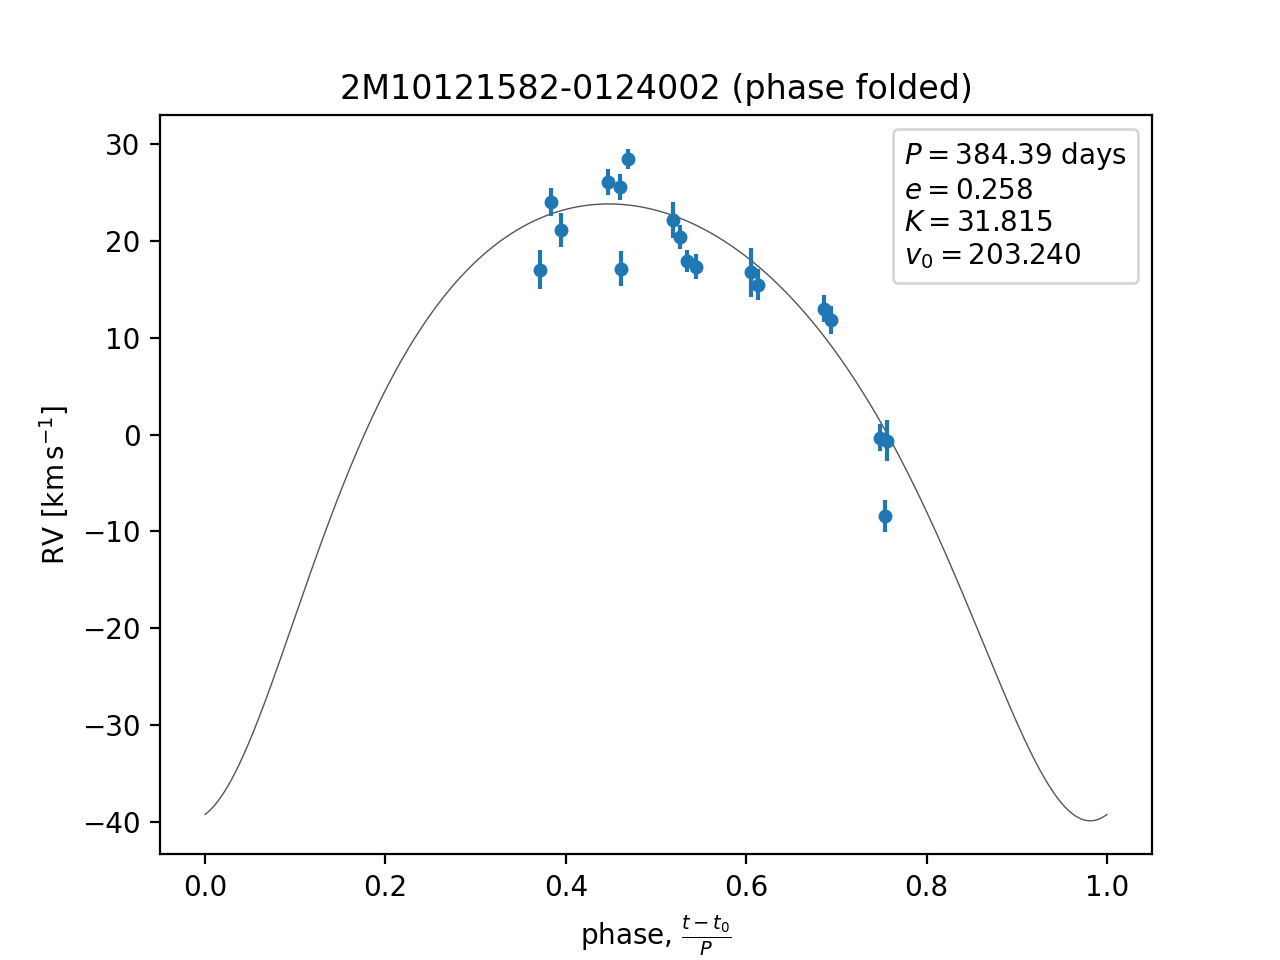 2M10121582-0124002 (phase folded)
P = 384.39 days
e = 0.258
K = 31.815
v₀ = 203.240
30
20
10
0
−10
−20
−30
−40
RV [km s⁻¹]
0.0 0.2 0.4 0.6 0.8 1.0
phase, (t − t₀)/P